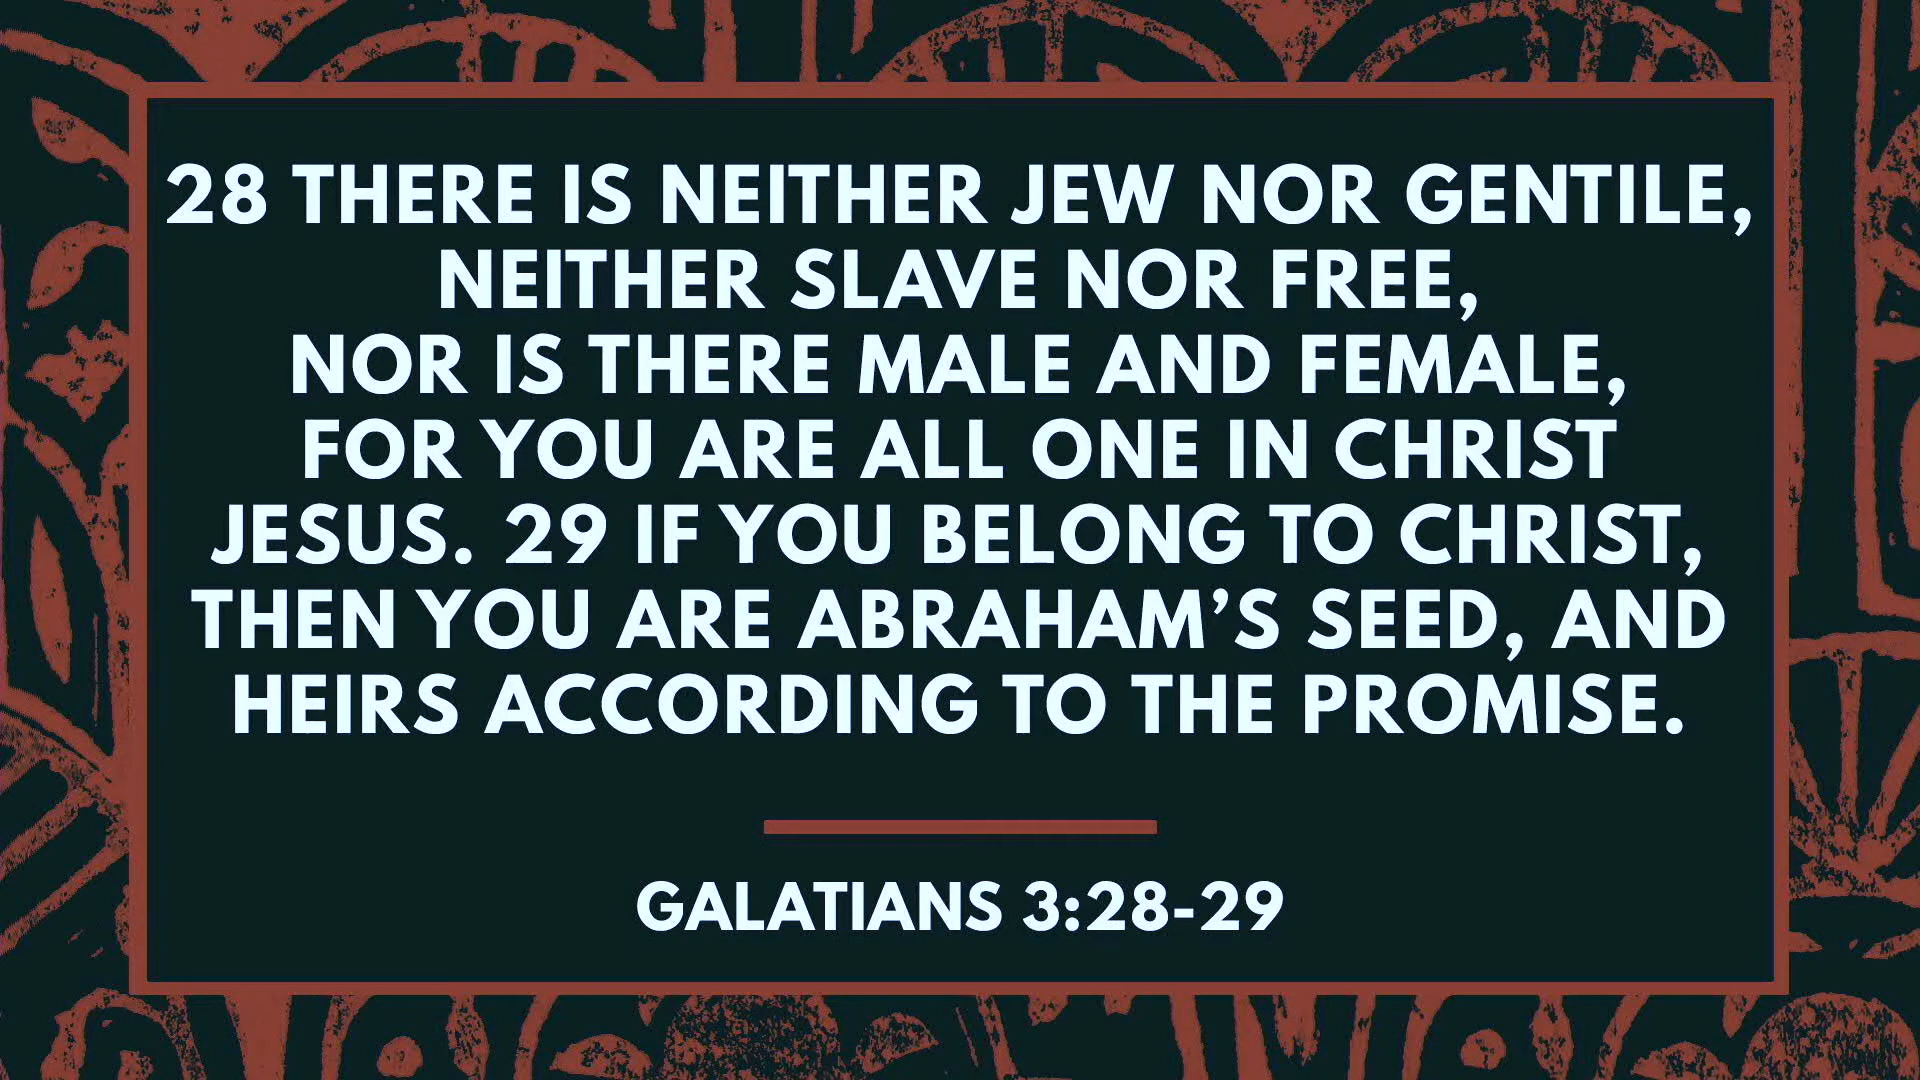 28 THERE IS NEITHER JEW NOR GENTILE,
NEITHER SLAVE NOR FREE,
NOR IS THERE MALE AND FEMALE,
FOR YOU ARE ALL ONE IN CHRIST
JESUS. 29 IF YOU BELONG TO CHRIST,
THEN YOU ARE ABRAHAM’S SEED, AND
HEIRS ACCORDING TO THE PROMISE.
GALATIANS 3:28-29